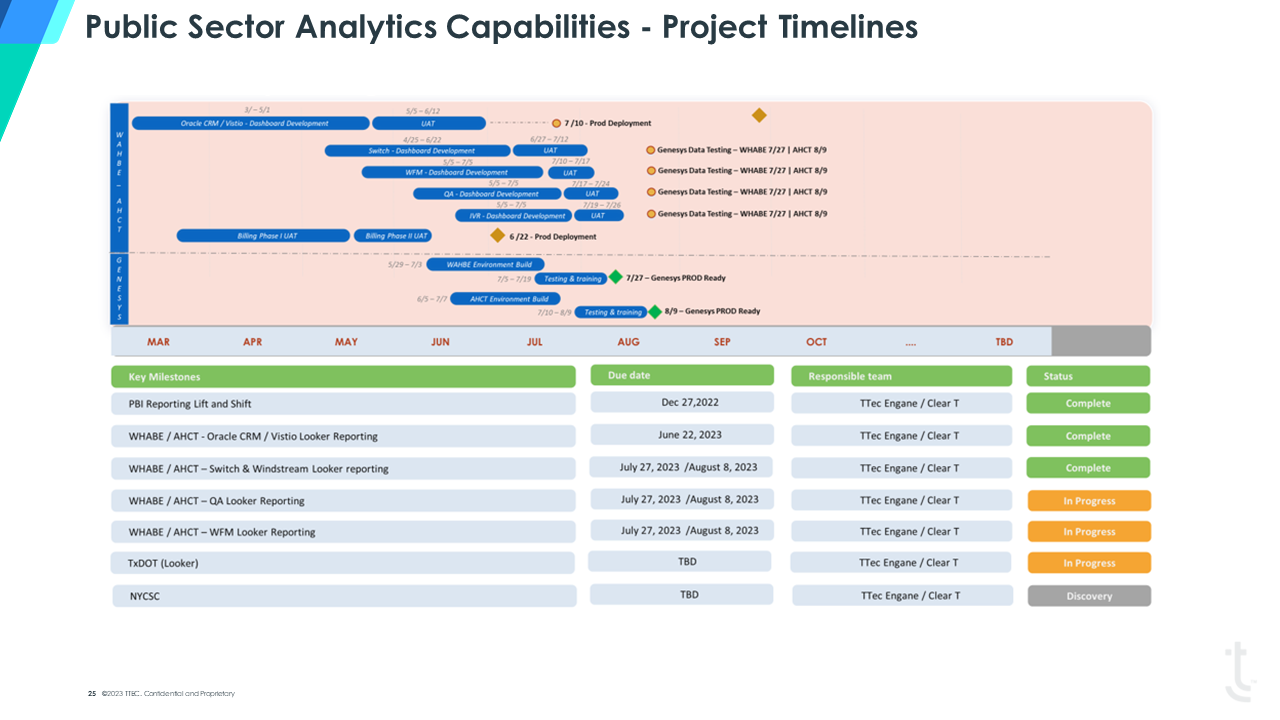 Public Sector Analytics Capabilities - Project Timelines
WAHBE – AHCT
3/ – 5/1
5/5 – 6/12
Oracle CRM / Vistio - Dashboard Development
UAT
7 /10 - Prod Deployment
4/25 – 6/22
6/27 – 7/12
Switch - Dashboard Development
UAT
Genesys Data Testing – WHABE 7/27 | AHCT 8/9
5/5 – 7/5
7/10 – 7/17
WFM - Dashboard Development
UAT
Genesys Data Testing – WHABE 7/27 | AHCT 8/9
5/5 – 7/5
7/17 – 7/24
QA - Dashboard Development
UAT
Genesys Data Testing – WHABE 7/27 | AHCT 8/9
5/5 – 7/5
7/19 – 7/26
IVR - Dashboard Development
UAT
Genesys Data Testing – WHABE 7/27 | AHCT 8/9
Billing Phase I UAT
Billing Phase II UAT
6 /22 - Prod Deployment
GENESYS
5/29 – 7/3
WAHBE Environment Build
7/5 – 7/19
Testing & training
7/27 – Genesys PROD Ready
6/5 – 7/7
AHCT Environment Build
7/10 – 8/9
Testing & training
8/9 – Genesys PROD Ready
MAR APR MAY JUN JUL AUG SEP OCT .... TBD
Key Milestones Due date Responsible team Status
PBI Reporting Lift and Shift Dec 27,2022 TTec Engane / Clear T Complete
WHABE / AHCT - Oracle CRM / Vistio Looker Reporting June 22, 2023 TTec Engane / Clear T Complete
WHABE / AHCT – Switch & Windstream Looker reporting July 27, 2023 /August 8, 2023 TTec Engane / Clear T Complete
WHABE / AHCT – QA Looker Reporting July 27, 2023 /August 8, 2023 TTec Engane / Clear T In Progress
WHABE / AHCT – WFM Looker Reporting July 27, 2023 /August 8, 2023 TTec Engane / Clear T In Progress
TxDOT (Looker) TBD TTec Engane / Clear T In Progress
NYCSC TBD TTec Engane / Clear T Discovery
25 ©2023 TTEC. Confidential and Proprietary